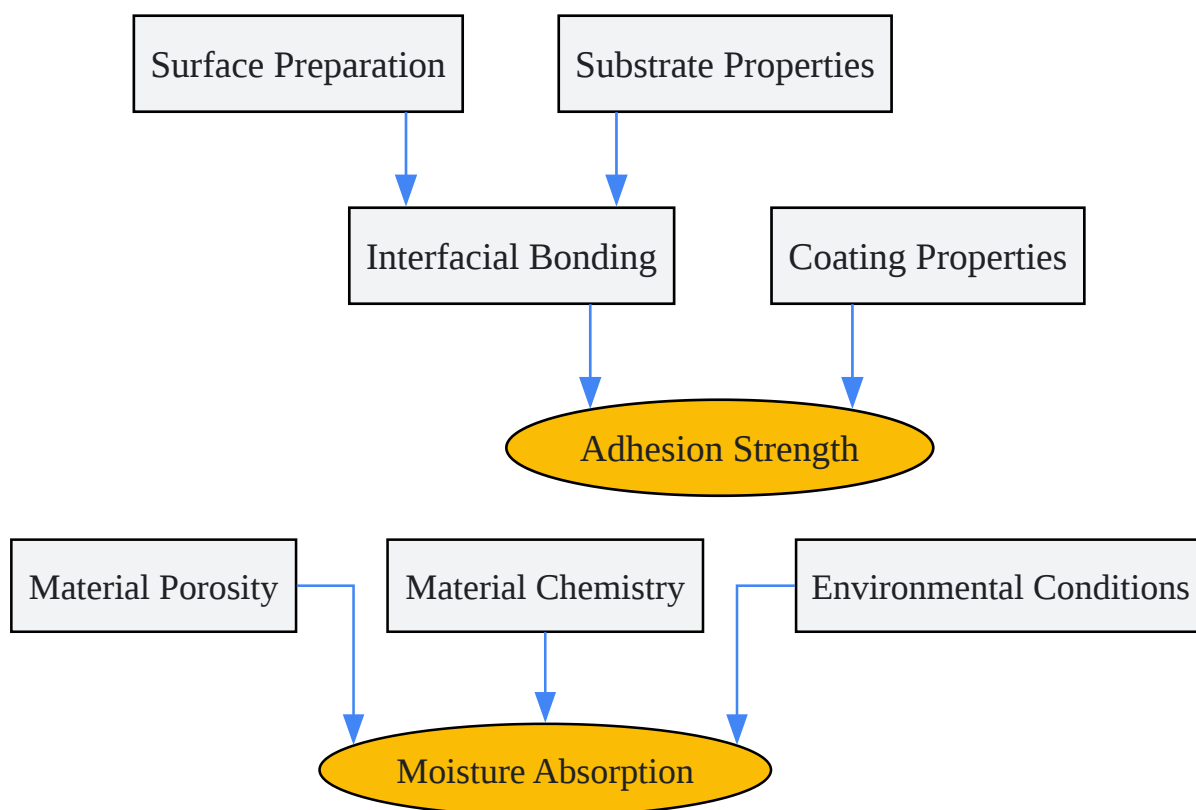 Surface Preparation
Substrate Properties
Interfacial Bonding
Coating Properties
Adhesion Strength
Material Porosity
Material Chemistry
Environmental Conditions
Moisture Absorption